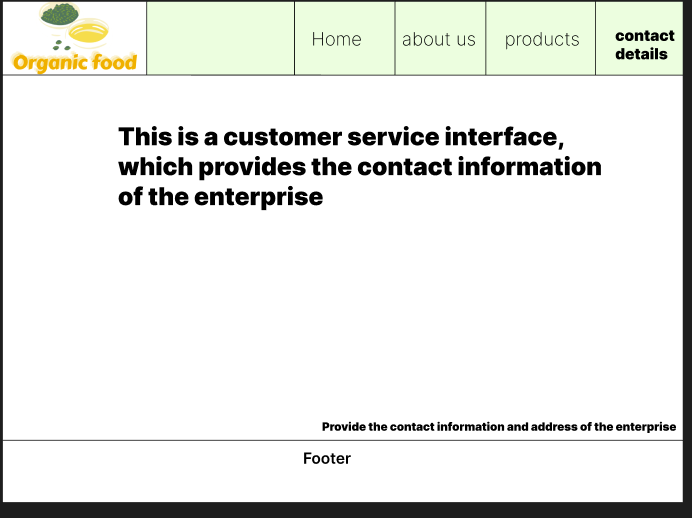 Organic food
Home
about us
products
contact
details
This is a customer service interface,
which provides the contact information
of the enterprise
Provide the contact information and address of the enterprise
Footer